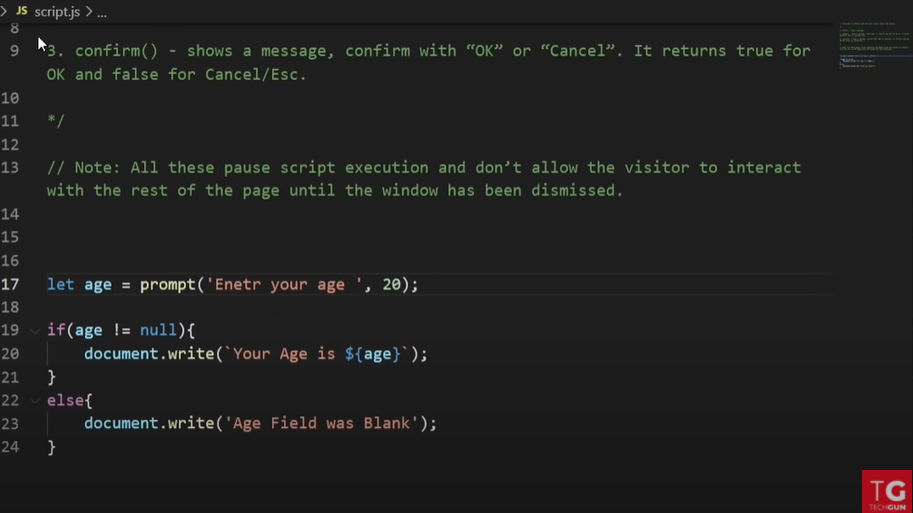 JS script.js > ...
8
9 3. confirm() - shows a message, confirm with “OK” or “Cancel”. It returns true for
OK and false for Cancel/Esc.
10
11 */
12
13 // Note: All these pause script execution and don’t allow the visitor to interact
with the rest of the page until the window has been dismissed.
14
15
16
17 let age = prompt('Enetr your age ', 20);
18
19 if(age != null){
20 document.write(`Your Age is ${age}`);
21 }
22 else{
23 document.write('Age Field was Blank');
24 }
TG
TECHGUN